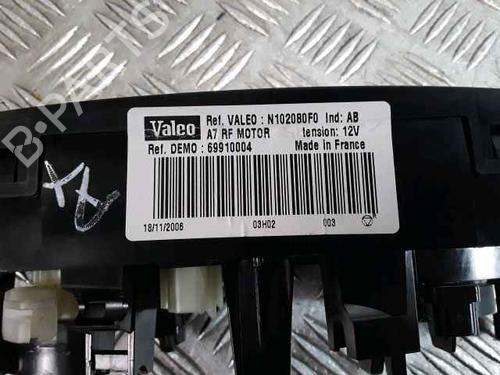 Valeo
Ref. VALEO : N102080F0 Ind: AB
A7 RF MOTOR tension: 12V
Ref. DEMO : 69910004 Made in France
18/11/2006 03H02 003
B-PARTS